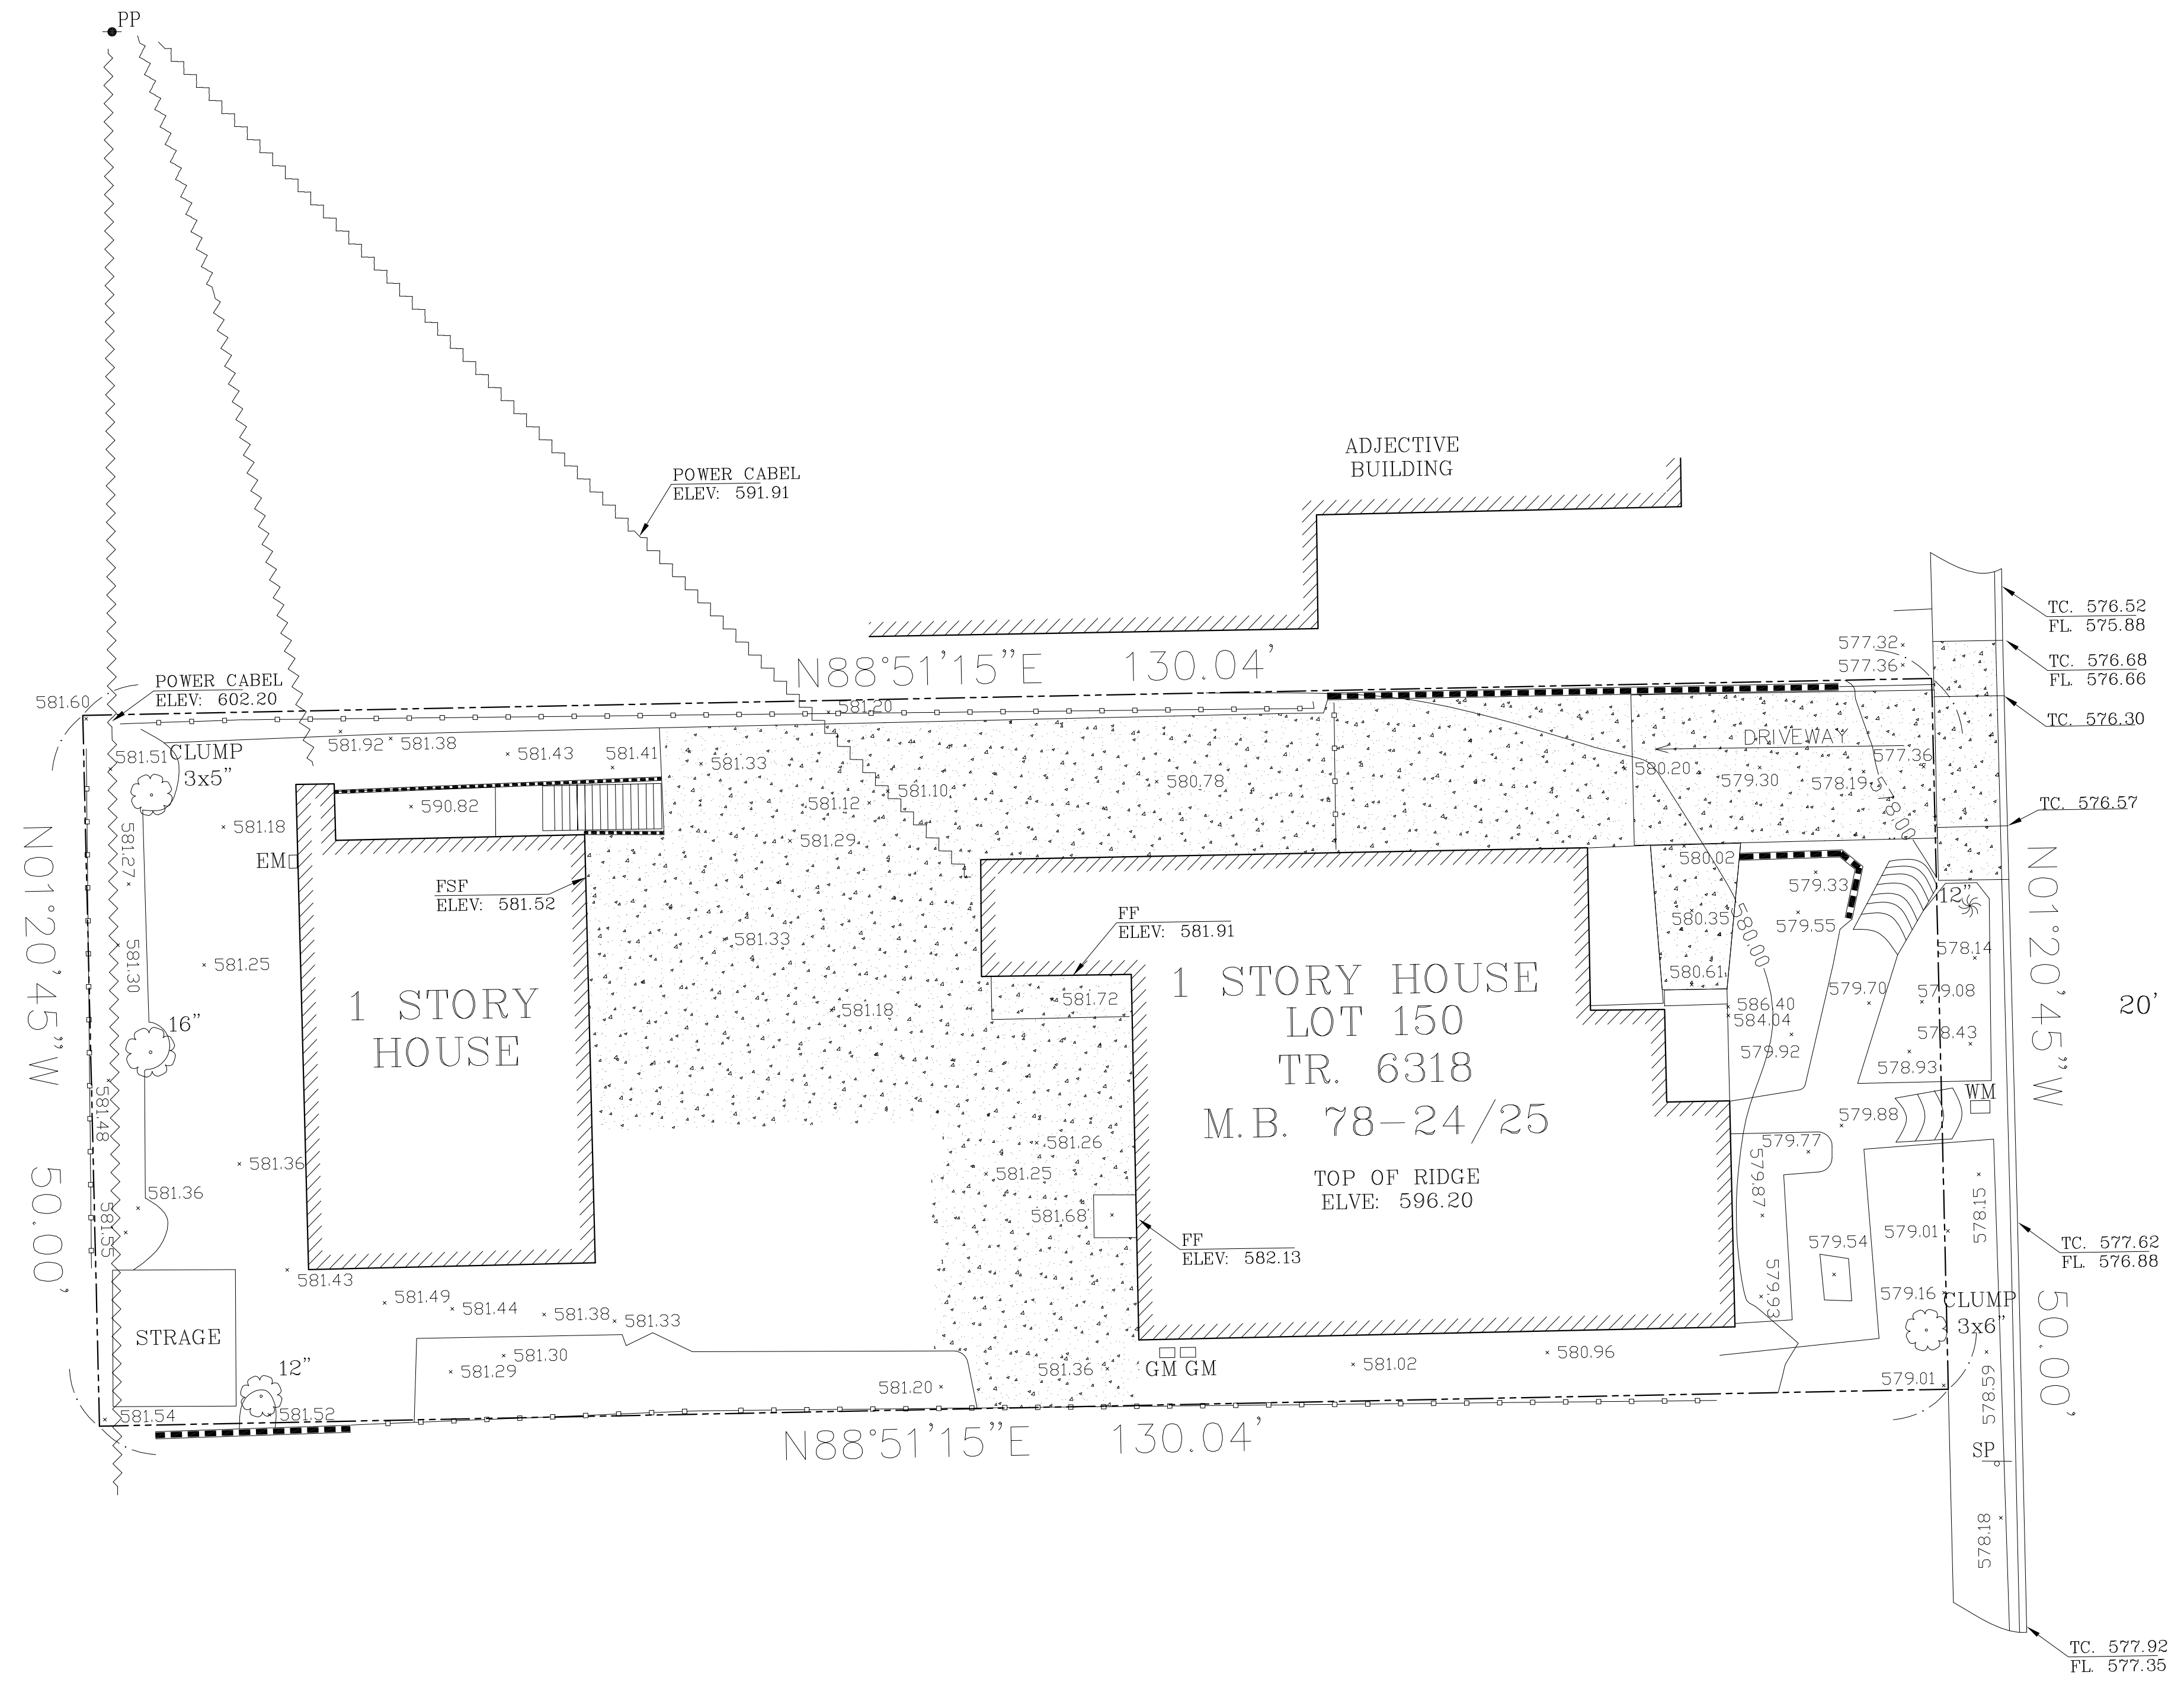 PP
POWER CABEL
ELEV: 591.91
ADJECTIVE
BUILDING
TC. 576.52
FL. 575.88
577.32
577.36
TC. 576.68
FL. 576.66
N88°51'15"E 130.04'
POWER CABEL
ELEV: 602.20
581.60
581.20
TC. 576.30
581.92
581.38
581.43
581.41
581.33
DRIVEWAY
577.36
581.51
CLUMP
3x5"
580.20
579.30
578.19
580.78
581.10
581.12
590.82
578.00
TC. 576.57
581.18
581.27
581.29
EM
580.02
579.33
FSF
ELEV: 581.52
12"
FF
ELEV: 581.91
580.35
579.55
580.00
N01°20'45"W 50.00'
581.30
581.25
581.33
578.14
580.61
1 STORY
HOUSE
1 STORY HOUSE
LOT 150
TR. 6318
M.B. 78-24/25
TOP OF RIDGE
ELVE: 596.20
581.72
581.18
586.40
584.04
579.92
579.70
579.08
578.43
578.93
N01°20'45"W 50.00'
20'
16"
581.48
WM
579.88
579.77
581.26
581.25
581.36
581.36
581.55
581.68
579.87
578.15
579.01
579.54
FF
ELEV: 582.13
TC. 577.62
FL. 576.88
581.43
581.49
581.44
581.38
581.33
579.93
579.16
CLUMP
3x6"
STRAGE
12"
581.30
581.29
581.36
GM GM
581.02
580.96
581.20
579.01
578.59
581.54
581.52
N88°51'15"E 130.04'
SP
578.18
TC. 577.92
FL. 577.35